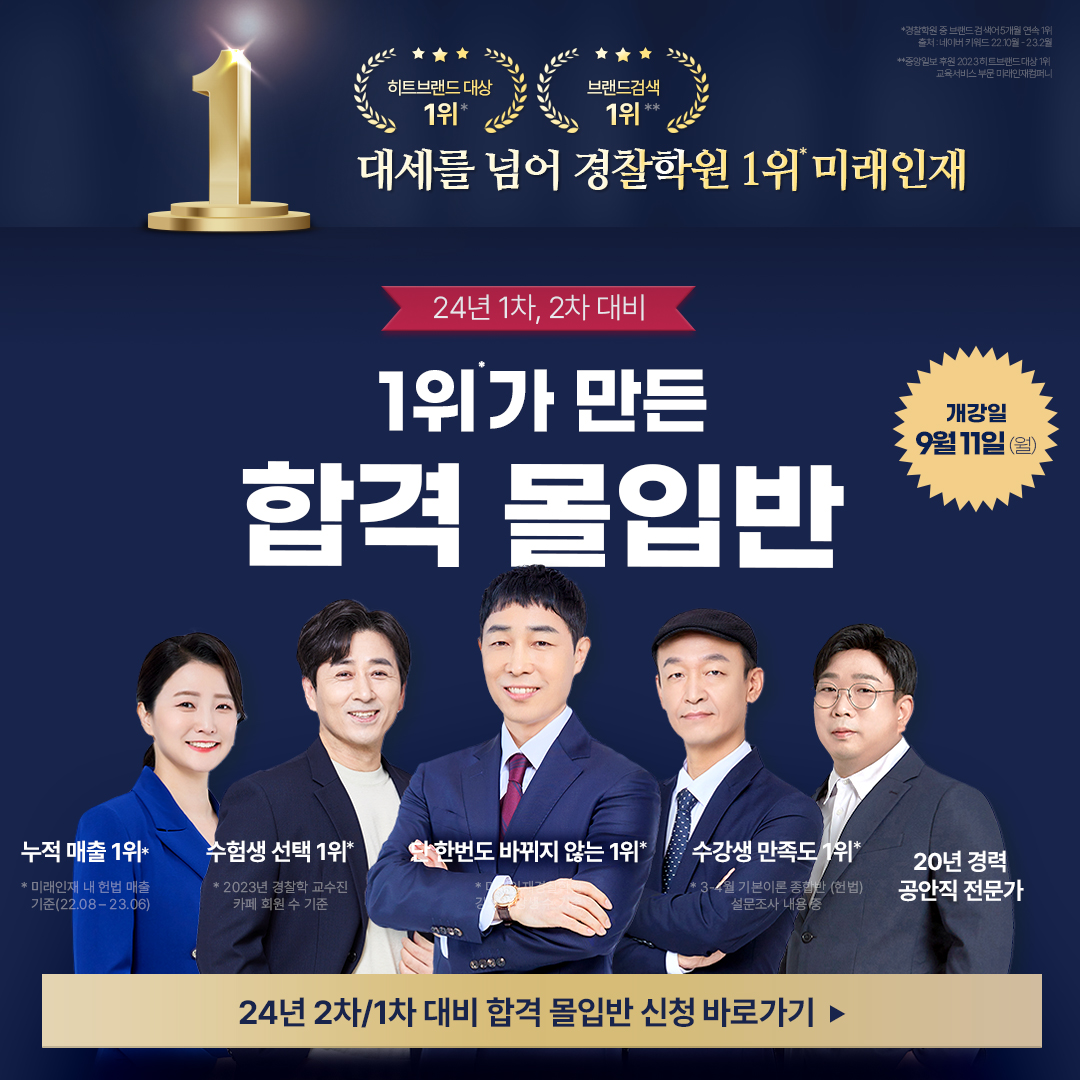 *경찰학원 중 브랜드 검색어 5개월 연속 1위
출처 : 네이버 키워드 22.10월 - 23.2월
**중앙일보 후원 2023 히트브랜드 대상 1위
교육서비스 부문 미래인재컴퍼니
히트브랜드 대상
1위*
브랜드검색
1위**
대세를 넘어 경찰학원 1위* 미래인재
24년 1차, 2차 대비
1위*가 만든
합격 몰입반
개강일
9월 11일 (월)
누적 매출 1위*
* 미래인재 내 헌법 매출
기준(22.08 – 23.06)
수험생 선택 1위*
* 2023년 경찰학 교수진
카페 회원 수 기준
단 한번도 바뀌지 않는 1위*
수강생 만족도 1위*
* 3~4월 기본이론 종합반 (헌법)
설문조사 내용 중
20년 경력
공안직 전문가
24년 2차/1차 대비 합격 몰입반 신청 바로가기 ▶